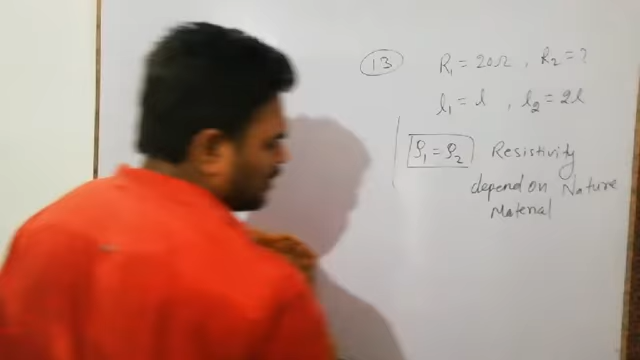 13
R₁ = 20Ω , R₂ = ?
l₁ = l , l₂ = 2l
ρ₁ = ρ₂ Resistivity
depend on Nature
Material